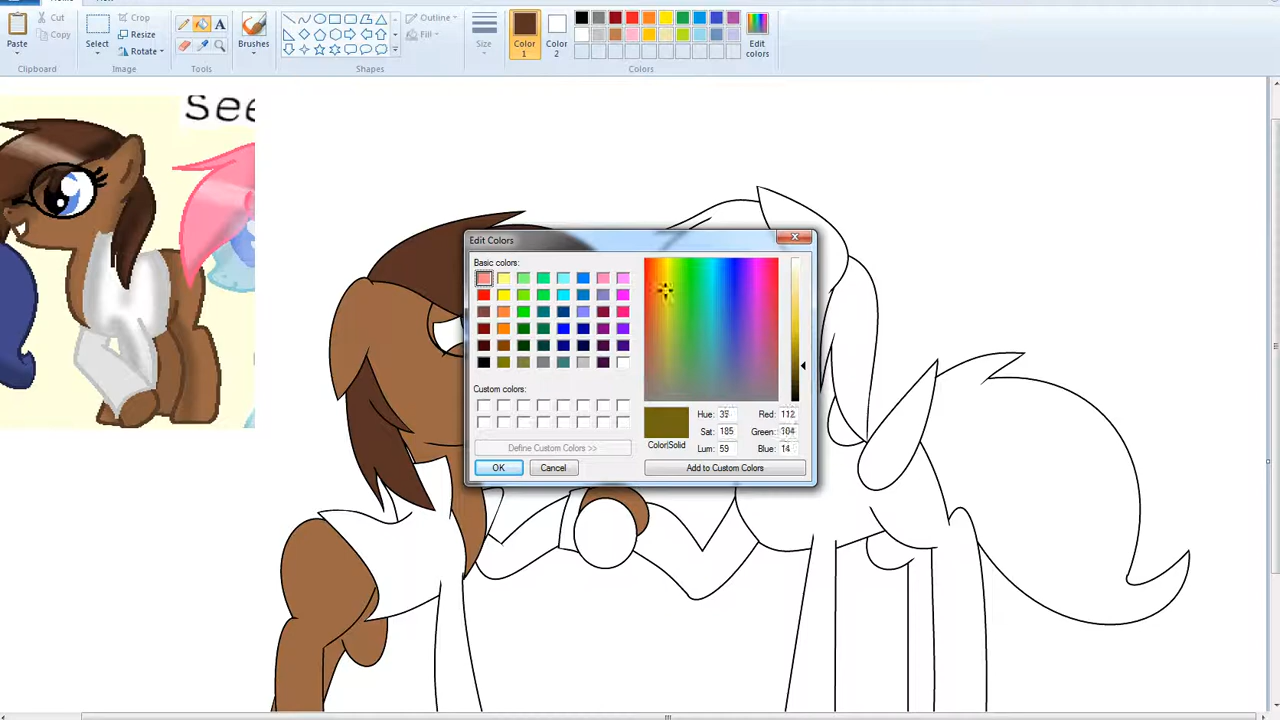 Cut
Copy
Paste
Clipboard
Crop
Resize
Rotate
Select
Image
A
Tools
Brushes
Outline
Fill
Shapes
Size
Color 1
Color 2
Edit colors
Colors
See
Edit Colors
Basic colors:
Custom colors:
Define Custom Colors >>
OK
Cancel
Color|Solid
Hue: 35
Sat: 185
Lum: 59
Red: 112
Green: 104
Blue: 14
Add to Custom Colors